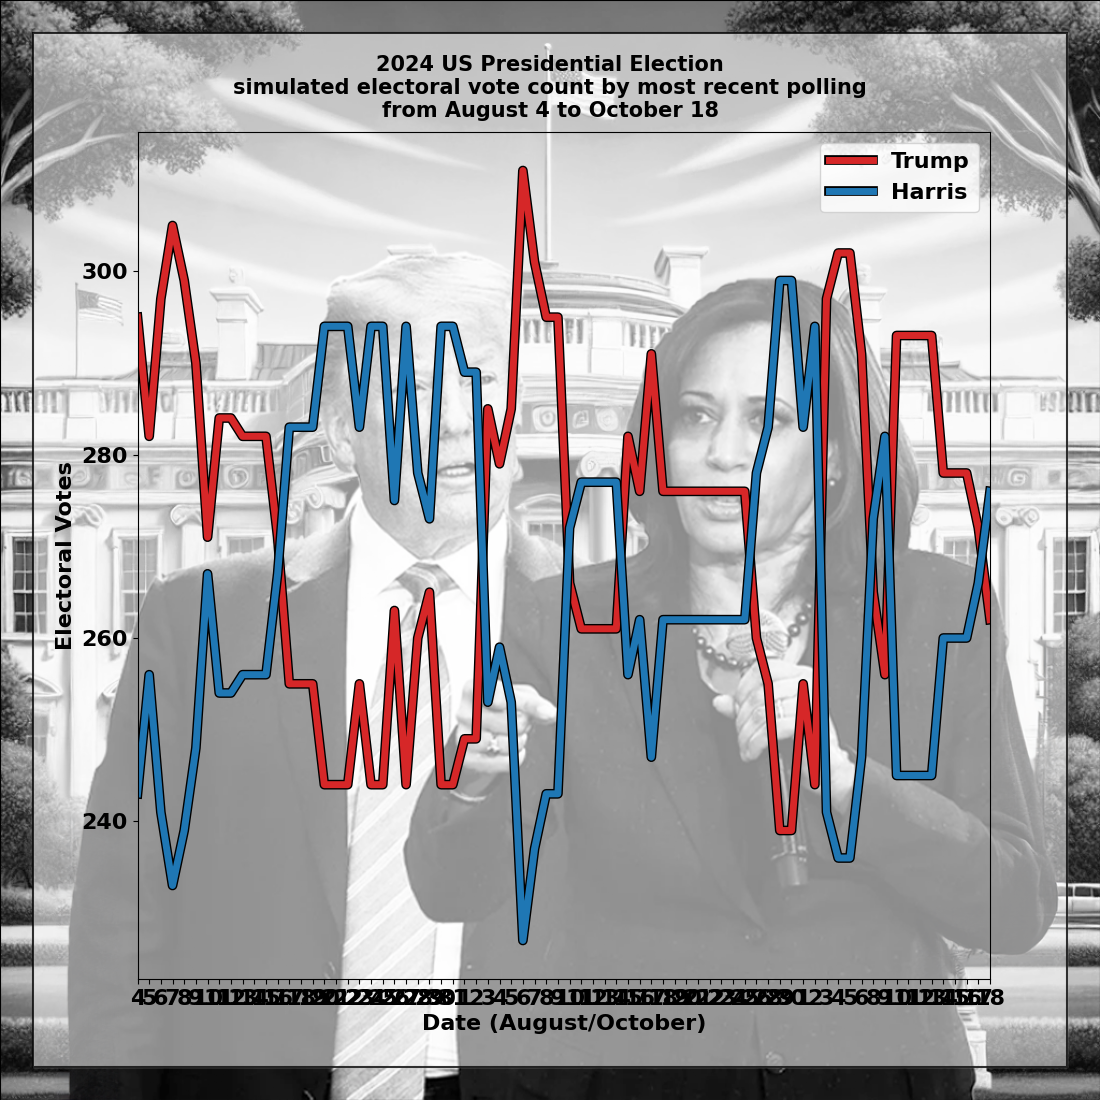 2024 US Presidential Election
simulated electoral vote count by most recent polling
from August 4 to October 18
Trump
Harris
300
280
260
240
Electoral Votes
Date (August/October)